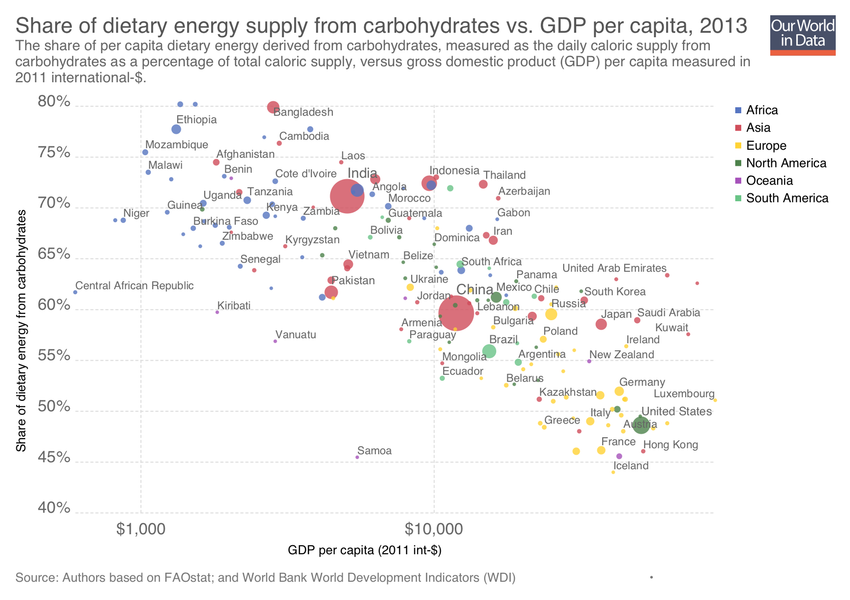 Share of dietary energy supply from carbohydrates vs. GDP per capita, 2013
Our World
in Data
The share of per capita dietary energy derived from carbohydrates, measured as the daily caloric supply from
carbohydrates as a percentage of total caloric supply, versus gross domestic product (GDP) per capita measured in
2011 international-$.
80%
Bangladesh
Africa
Ethiopia
Asia
Cambodia
Europe
Mozambique
North America
75%
Afghanistan
Laos
Oceania
Malawi
Benin
Cote d'Ivoire
India
Indonesia
Thailand
South America
Uganda
Tanzania
Angola
Azerbaijan
70%
Morocco
Guinea
Kenya
Zambia
Guatemala
Gabon
Niger
Burkina Faso
Bolivia
Iran
Zimbabwe
Kyrgyzstan
Dominica
65%
Senegal
Vietnam
Belize
South Africa
United Arab Emirates
Panama
Central African Republic
Pakistan
Ukraine
China
Mexico
Chile
South Korea
60%
Jordan
Lebanon
Russia
Kiribati
Armenia
Bulgaria
Japan
Saudi Arabia
Vanuatu
Paraguay
Brazil
Poland
Kuwait
Ireland
55%
Mongolia
Argentina
New Zealand
Ecuador
Belarus
Germany
Kazakhstan
Luxembourg
50%
Greece
Italy
United States
Austria
France
Hong Kong
45%
Samoa
Iceland
40%
Share of dietary energy from carbohydrates
$1,000
$10,000
GDP per capita (2011 int-$)
Source: Authors based on FAOstat; and World Bank World Development Indicators (WDI)